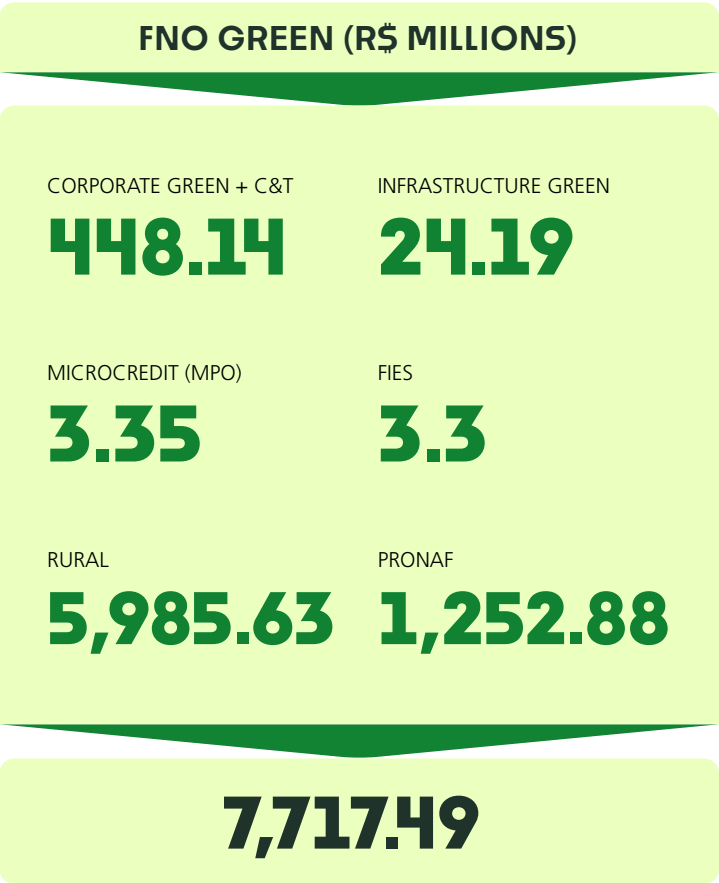 FNO GREEN (R$ MILLIONS)
CORPORATE GREEN + C&T
448.14
INFRASTRUCTURE GREEN
24.19
MICROCREDIT (MPO)
3.35
FIES
3.3
RURAL
5,985.63
PRONAF
1,252.88
7,717.49